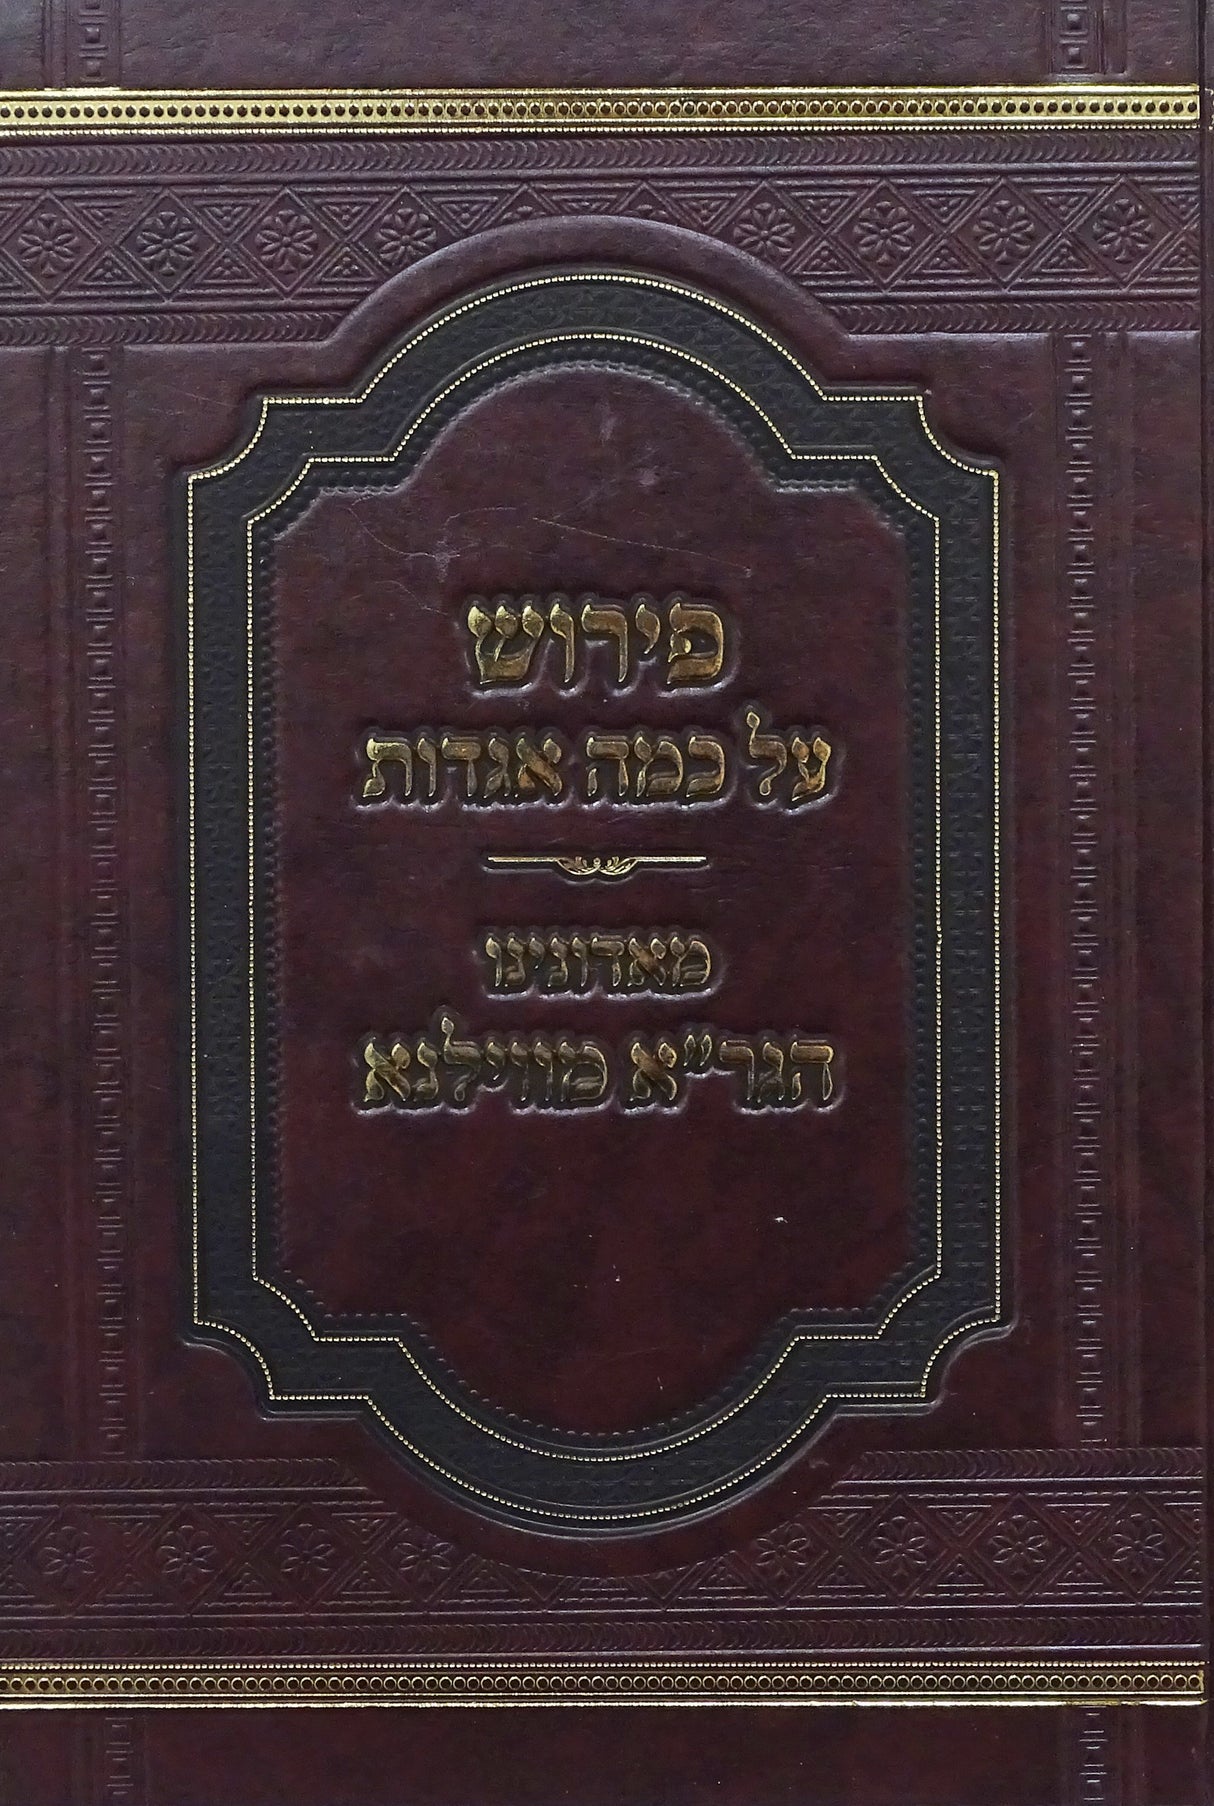 פירוש
על כמה אגדות
מאדונינו
הגר"א מווילנא